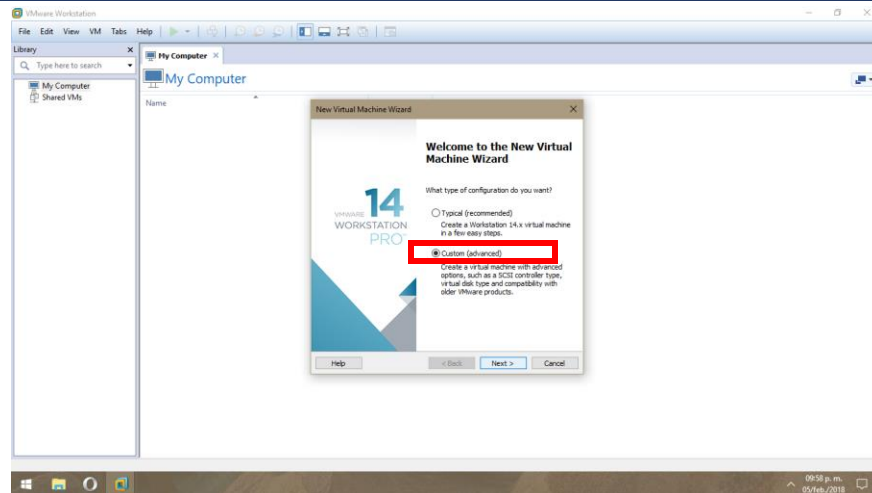 VMware Workstation
File Edit View VM Tabs Help
Library
Type here to search
My Computer
Shared VMs
My Computer
My Computer
Name
New Virtual Machine Wizard
VMWARE 14
WORKSTATION
PRO™
Welcome to the New Virtual
Machine Wizard
What type of configuration do you want?
Typical (recommended)
Create a Workstation 14.x virtual machine
in a few easy steps.
Custom (advanced)
Create a virtual machine with advanced
options, such as a SCSI controller type,
virtual disk type and compatibility with
older VMware products.
Help < Back Next > Cancel
09:58 p. m.
05/feb./2018